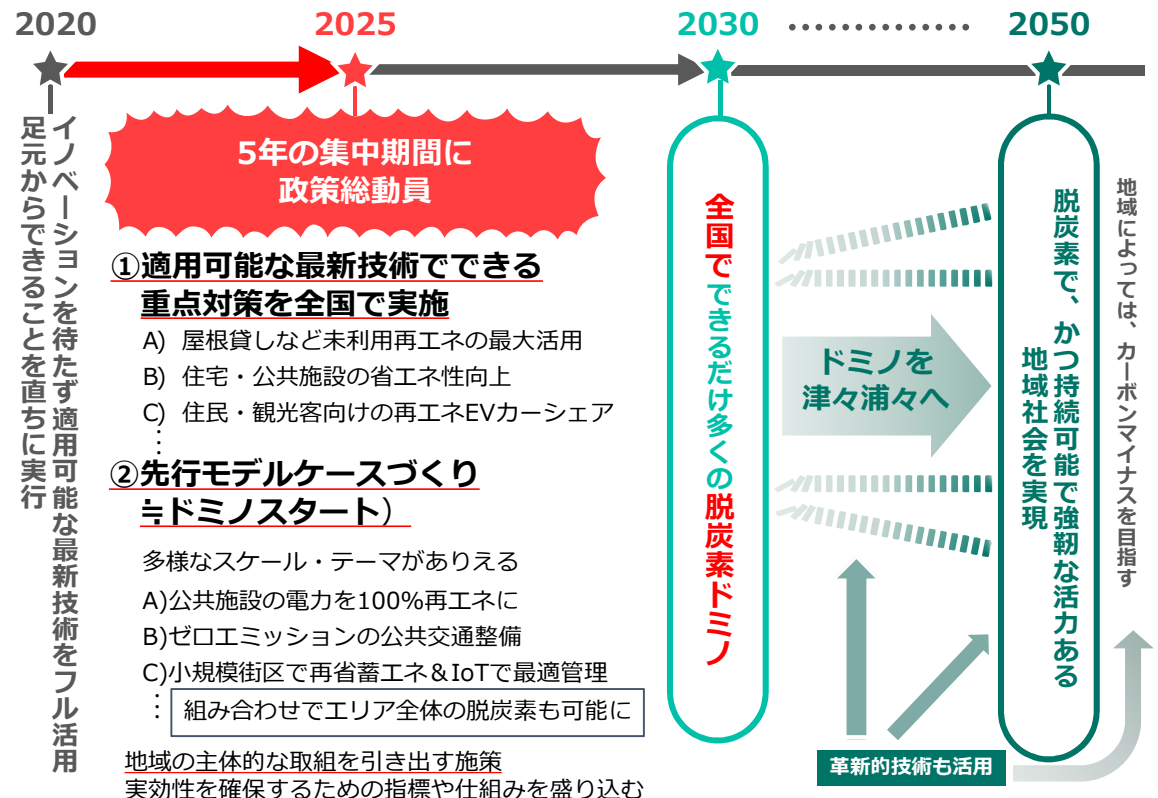 2020
2025
2030
2050
イノベーションを待たず適用可能な最新技術をフル活用
足元からできることを直ちに実行
5年の集中期間に
政策総動員
①適用可能な最新技術でできる
重点対策を全国で実施
A) 屋根貸しなど未利用再エネの最大活用
B) 住宅・公共施設の省エネ性向上
C) 住民・観光客向けの再エネEVカーシェア
⋮
②先行モデルケースづくり
≒ドミノスタート）
多様なスケール・テーマがありえる
A)公共施設の電力を100%再エネに
B)ゼロエミッションの公共交通整備
C)小規模街区で再省蓄エネ＆IoTで最適管理
⋮
組み合わせでエリア全体の脱炭素も可能に
地域の主体的な取組を引き出す施策
実効性を確保するための指標や仕組みを盛り込む
全国でできるだけ多くの脱炭素ドミノ
ドミノを
津々浦々へ
革新的技術も活用
脱炭素で、かつ持続可能で強靭な活力ある
地域社会を実現
地域によっては、カーボンマイナスを目指す